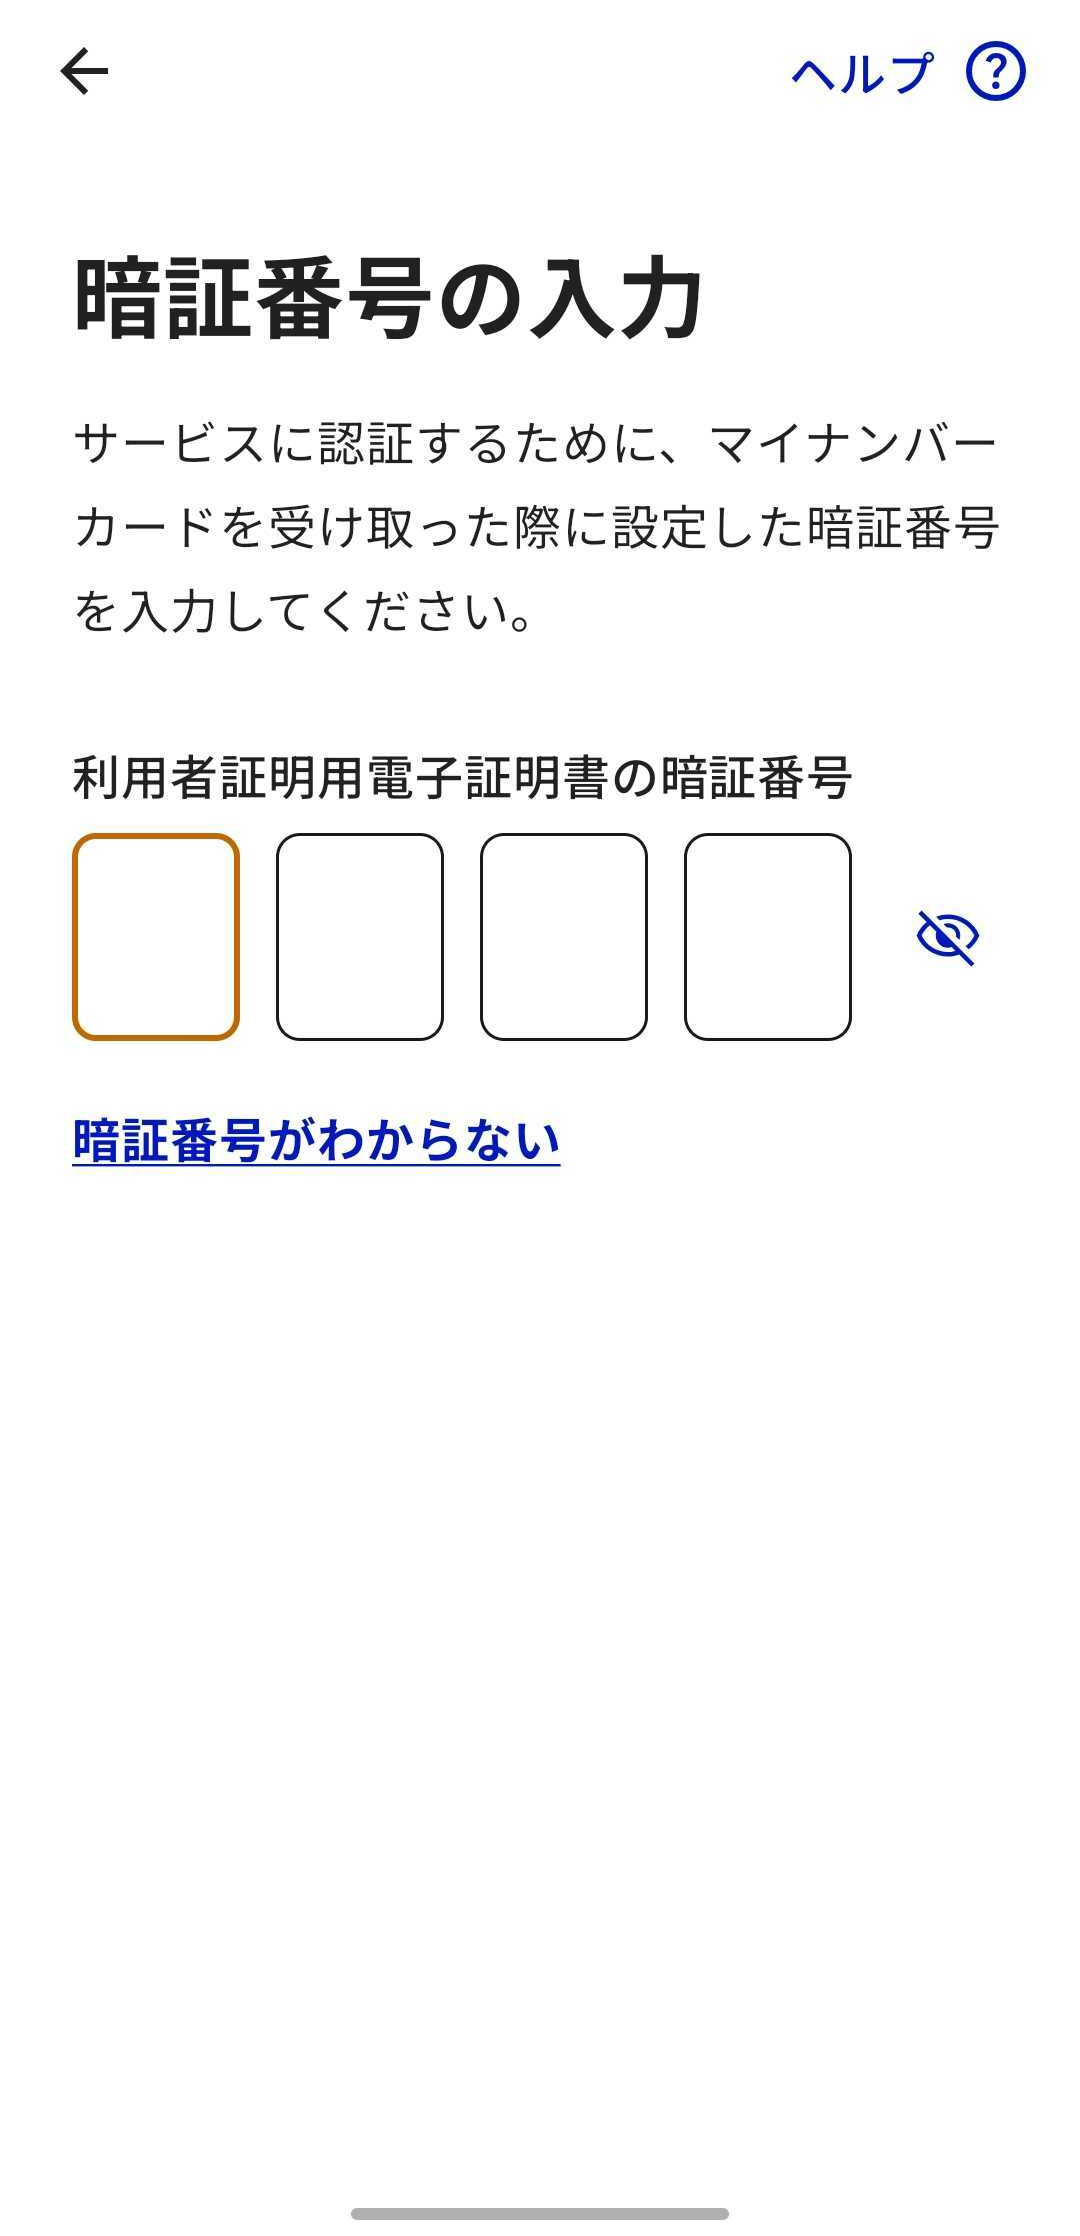 ヘルプ
暗証番号の入力
サービスに認証するために、マイナンバー
カードを受け取った際に設定した暗証番号
を入力してください。
利用者証明用電子証明書の暗証番号
暗証番号がわからない